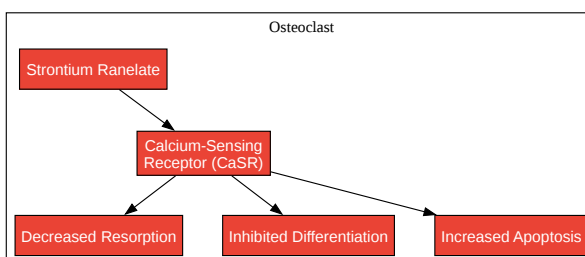 Osteoclast
Strontium Ranelate
Calcium-Sensing
Receptor (CaSR)
Decreased Resorption
Inhibited Differentiation
Increased Apoptosis